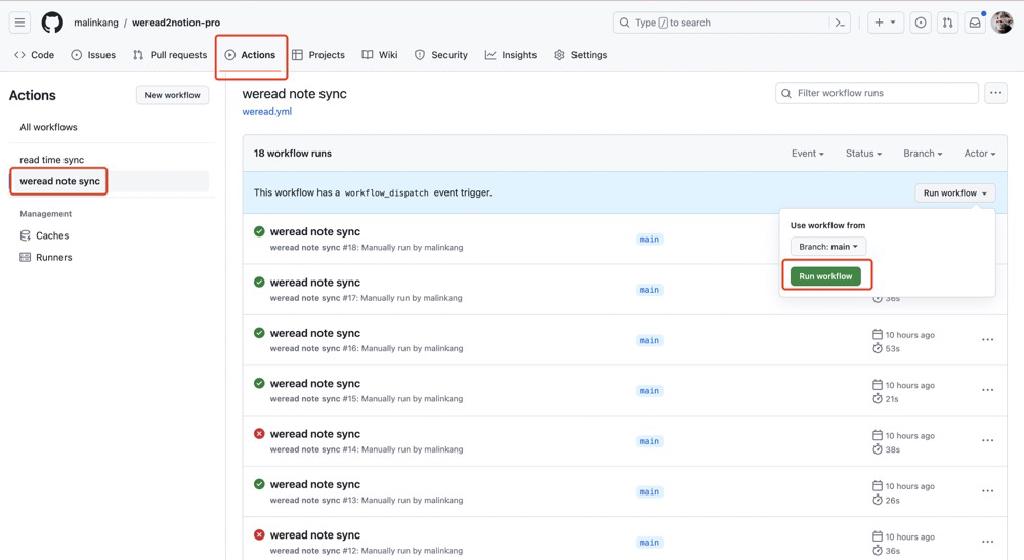 malinkang / weread2notion-pro
Type / to search
Code
Issues
Pull requests
Actions
Projects
Wiki
Security
Insights
Settings
Actions
New workflow
All workflows
read time sync
weread note sync
Management
Caches
Runners
weread note sync
weread.yml
Filter workflow runs
18 workflow runs
Event
Status
Branch
Actor
This workflow has a workflow_dispatch event trigger.
Run workflow
Use workflow from
Branch: main
Run workflow
weread note sync
weread note sync #18: Manually run by malinkang
main
weread note sync
weread note sync #17: Manually run by malinkang
main
36s
weread note sync
weread note sync #16: Manually run by malinkang
main
10 hours ago
53s
weread note sync
weread note sync #15: Manually run by malinkang
main
10 hours ago
21s
weread note sync
weread note sync #14: Manually run by malinkang
main
10 hours ago
38s
weread note sync
weread note sync #13: Manually run by malinkang
main
10 hours ago
26s
weread note sync
weread note sync #12: Manually run by malinkang
main
10 hours ago
36s